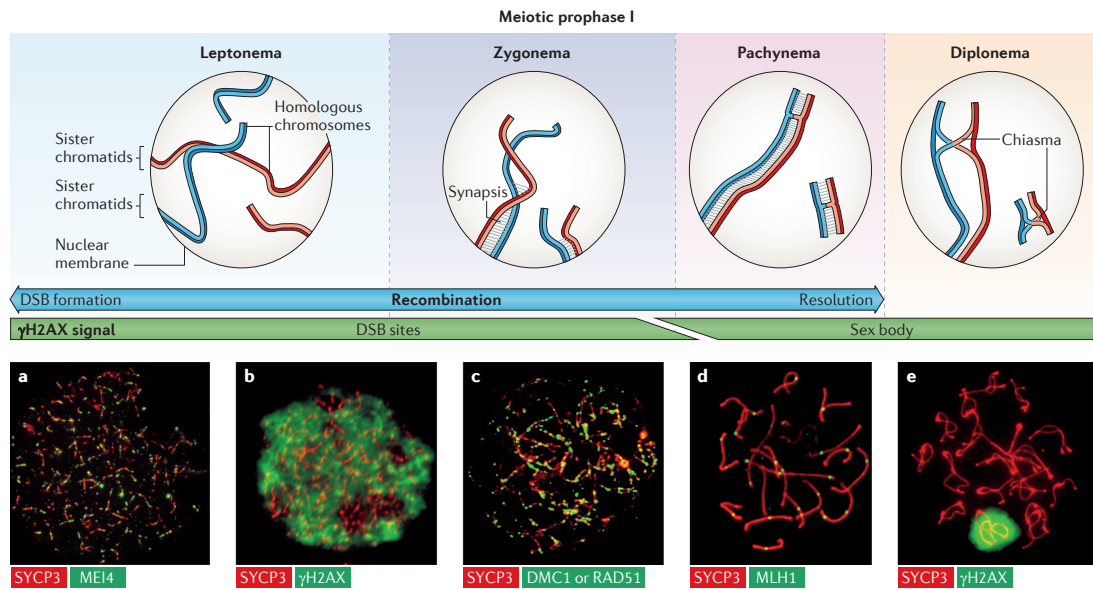 Meiotic prophase I
Leptonema
Zygonema
Pachynema
Diplonema
Homologous
chromosomes
Sister
chromatids
Sister
chromatids
Nuclear
membrane
Synapsis
Chiasma
DSB formation
Recombination
Resolution
γH2AX signal
DSB sites
Sex body
a
b
c
d
e
SYCP3 MEI4
SYCP3 γH2AX
SYCP3 DMC1 or RAD51
SYCP3 MLH1
SYCP3 γH2AX